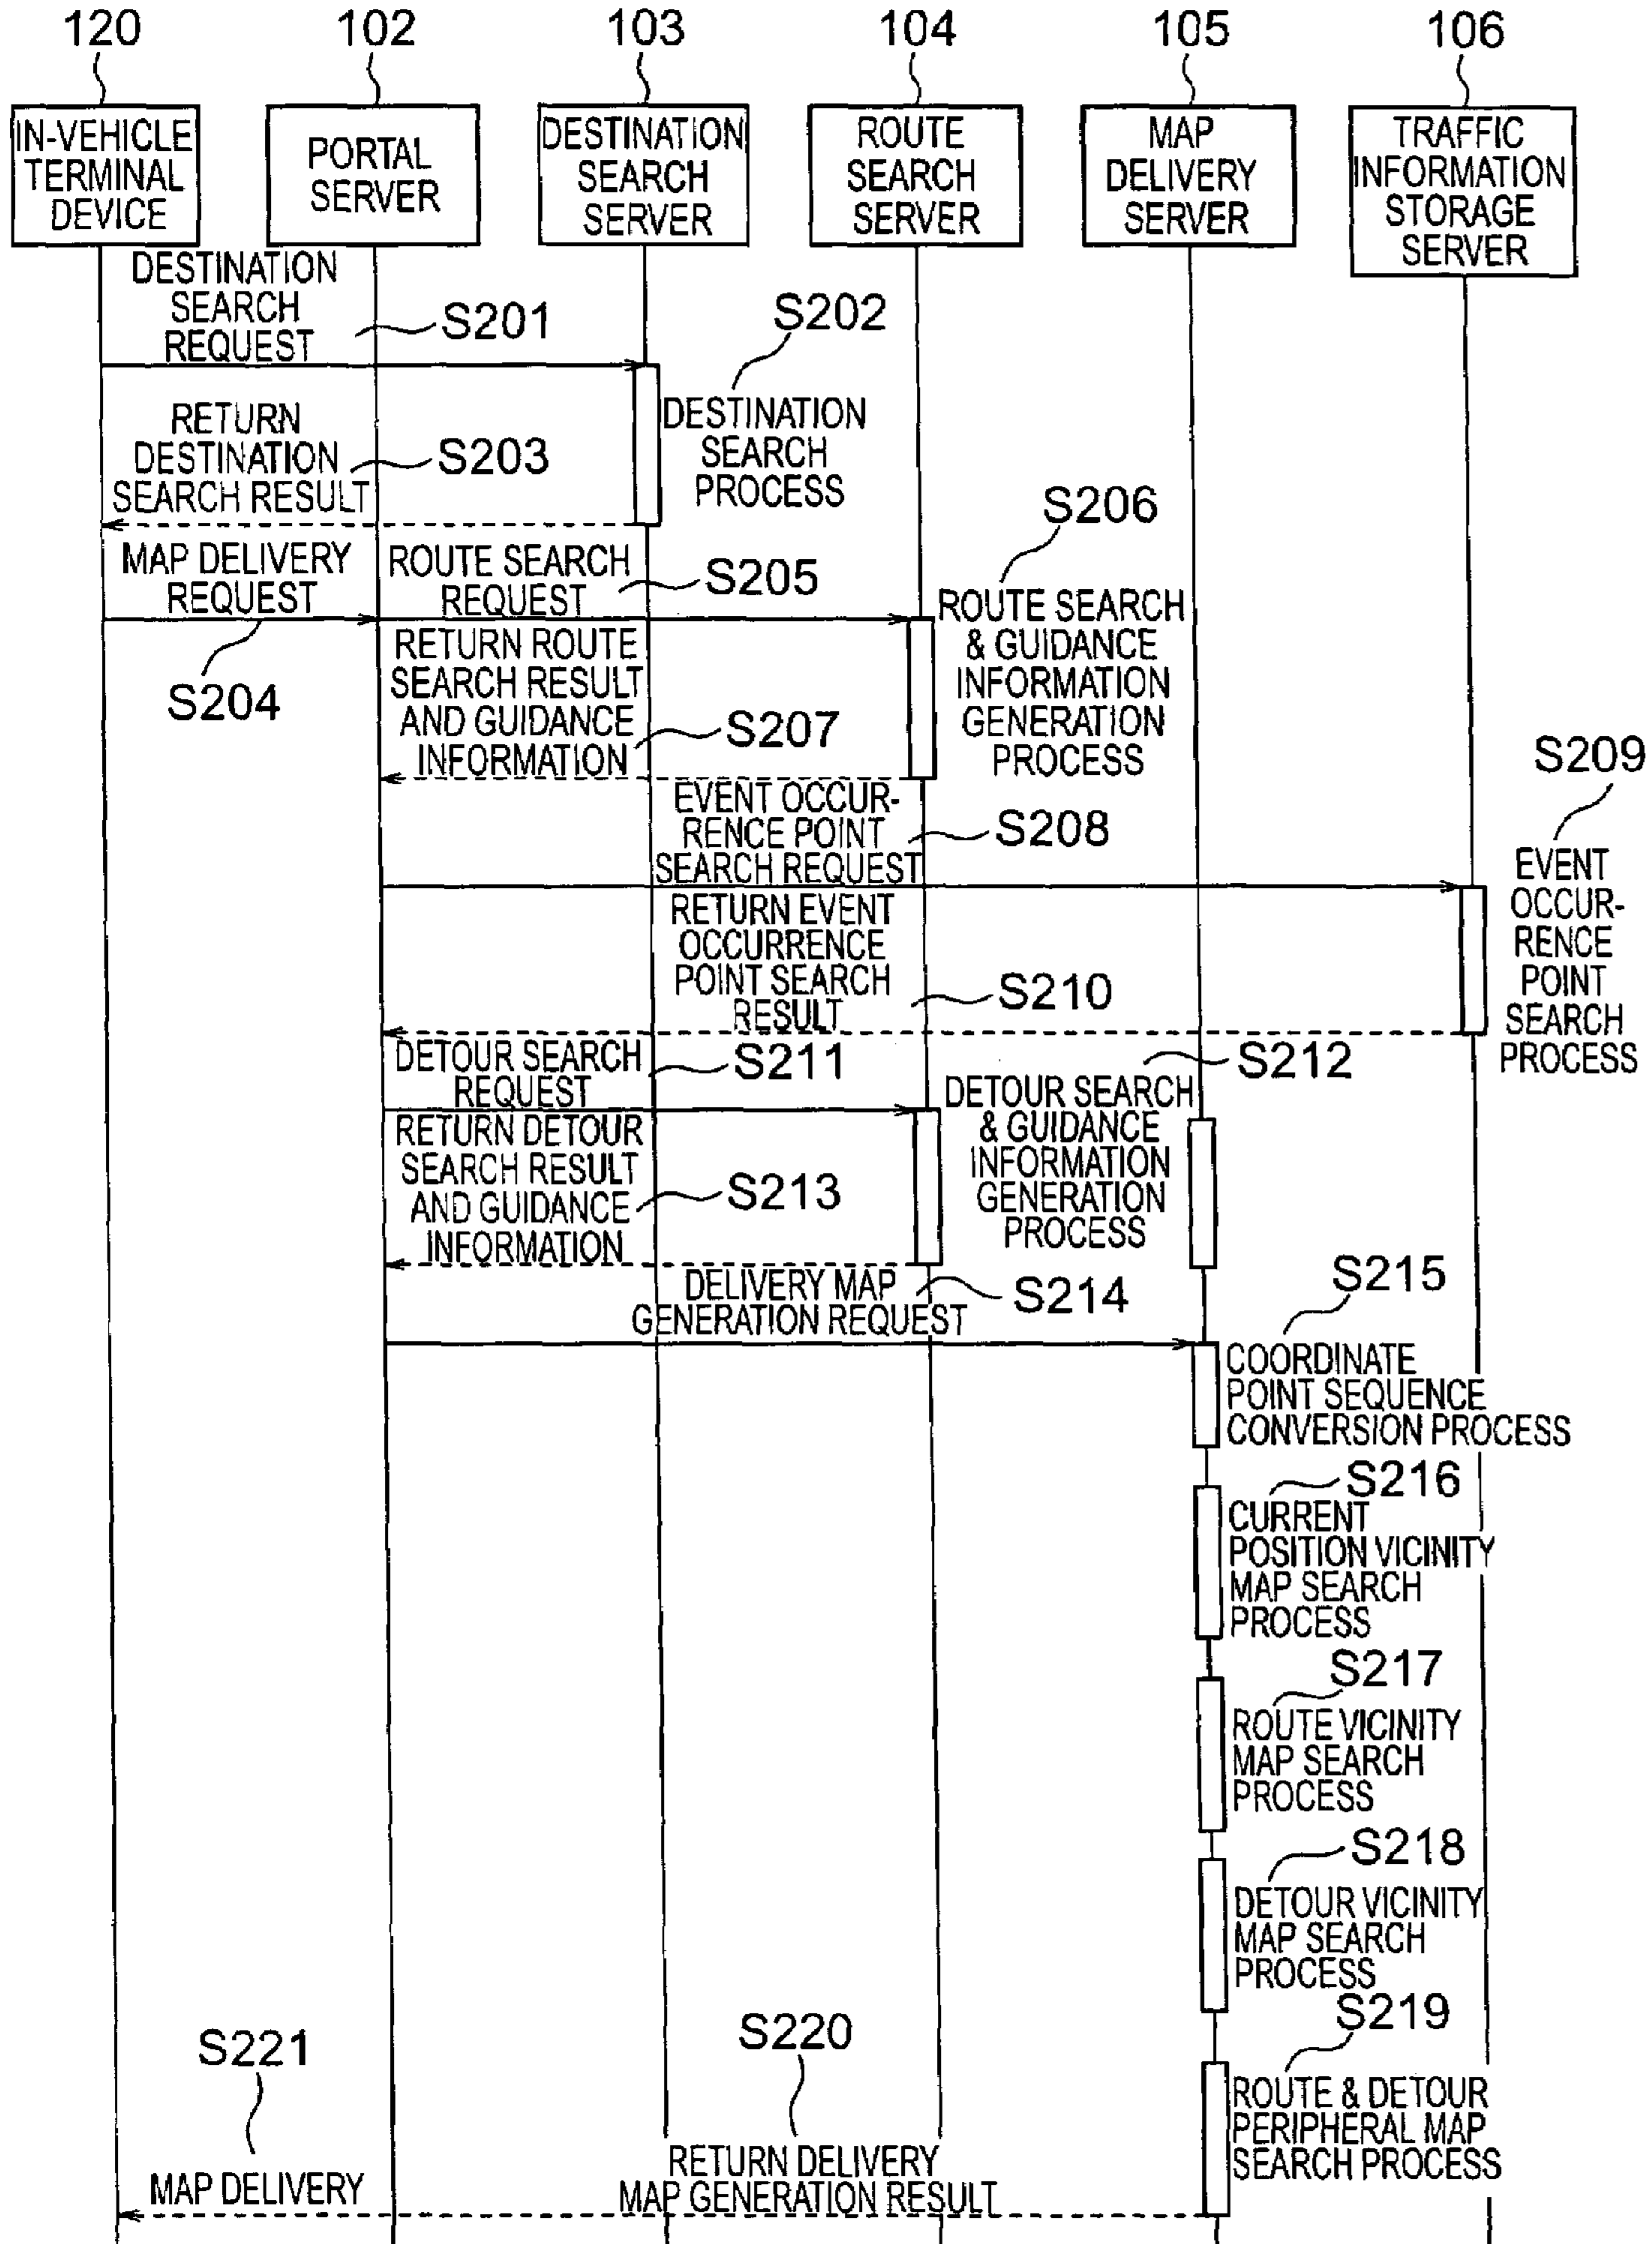 120
102
103
104
105
106
IN-VEHICLE
TERMINAL
DEVICE
PORTAL
SERVER
DESTINATION
SEARCH
SERVER
ROUTE
SEARCH
SERVER
MAP
DELIVERY
SERVER
TRAFFIC
INFORMATION
STORAGE
SERVER
DESTINATION
SEARCH
REQUEST
S201
S202
DESTINATION
SEARCH
PROCESS
RETURN
DESTINATION
SEARCH RESULT
S203
MAP DELIVERY
REQUEST
S204
ROUTE SEARCH
REQUEST
S205
S206
ROUTE SEARCH
& GUIDANCE
INFORMATION
GENERATION
PROCESS
RETURN ROUTE
SEARCH RESULT
AND GUIDANCE
INFORMATION
S207
EVENT OCCUR-
RENCE POINT
SEARCH REQUEST
S208
S209
EVENT
OCCUR-
RENCE
POINT
SEARCH
PROCESS
RETURN EVENT
OCCURRENCE
POINT SEARCH
RESULT
S210
DETOUR SEARCH
REQUEST
S211
S212
DETOUR SEARCH
& GUIDANCE
INFORMATION
GENERATION
PROCESS
RETURN DETOUR
SEARCH RESULT
AND GUIDANCE
INFORMATION
S213
DELIVERY MAP
GENERATION REQUEST
S214
S215
COORDINATE
POINT SEQUENCE
CONVERSION PROCESS
S216
CURRENT
POSITION VICINITY
MAP SEARCH
PROCESS
S217
ROUTE VICINITY
MAP SEARCH
PROCESS
S218
DETOUR VICINITY
MAP SEARCH
PROCESS
S219
ROUTE & DETOUR
PERIPHERAL MAP
SEARCH PROCESS
S220
RETURN DELIVERY
MAP GENERATION RESULT
S221
MAP DELIVERY